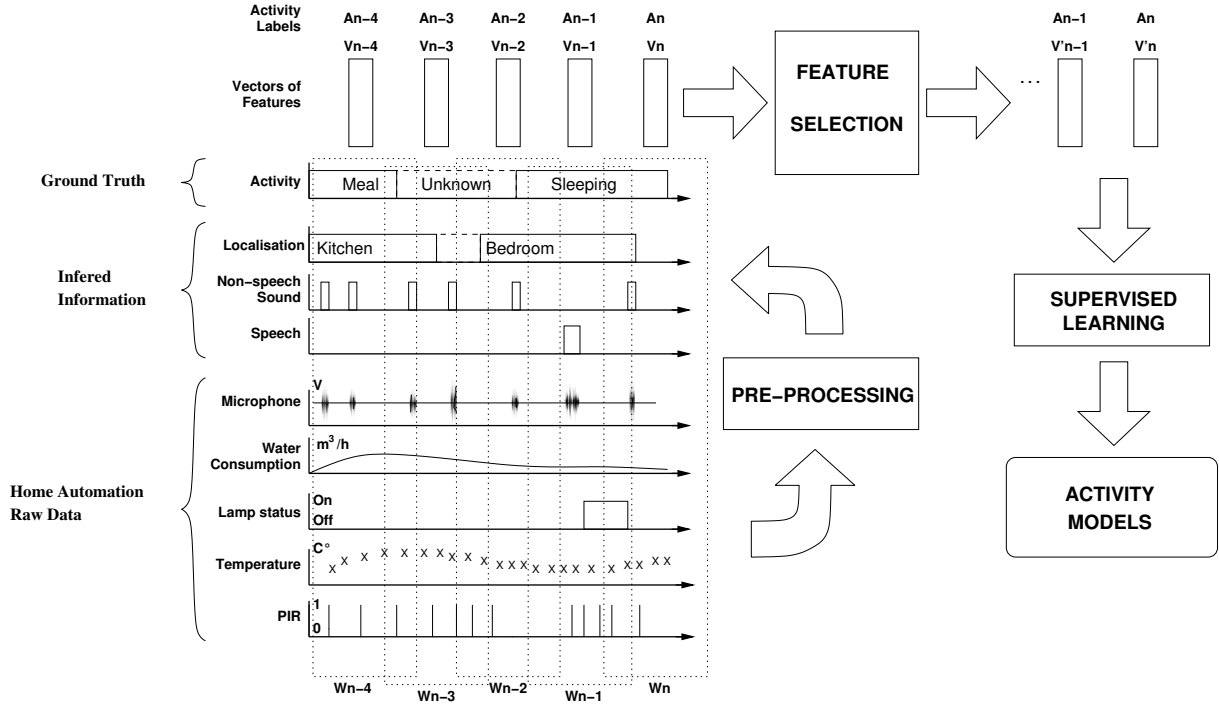 Activity Labels
An−4 An−3 An−2 An−1 An
An−1 An
Vn−4 Vn−3 Vn−2 Vn−1 Vn
V'n−1 V'n
Vectors of Features
FEATURE
SELECTION
...
Ground Truth
Activity
Meal Unknown Sleeping
Infered
Information
Localisation
Kitchen Bedroom
Non−speech
Sound
Speech
SUPERVISED
LEARNING
PRE−PROCESSING
Home Automation
Raw Data
Microphone
V
Water
Consumption
m³/h
Lamp status
On
Off
Temperature
C°
x x x x x x x x x x x x x x x x x x x x x x x
PIR
1
0
ACTIVITY
MODELS
Wn−4 Wn−3 Wn−2 Wn−1 Wn